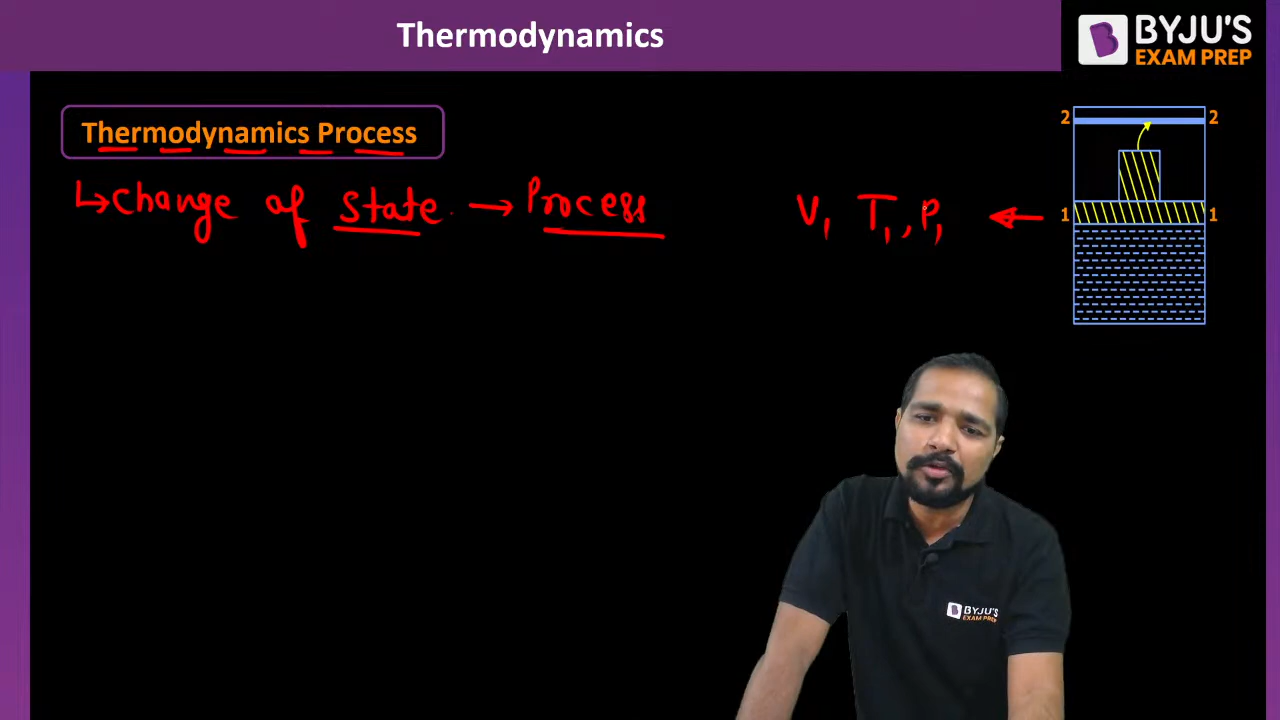 Thermodynamics
BYJU'S
EXAM PREP
Thermodynamics Process
↳ Change of State → Process
V₁ T₁, P₁ ←
2 2
1 1
BYJU'S
EXAM PREP